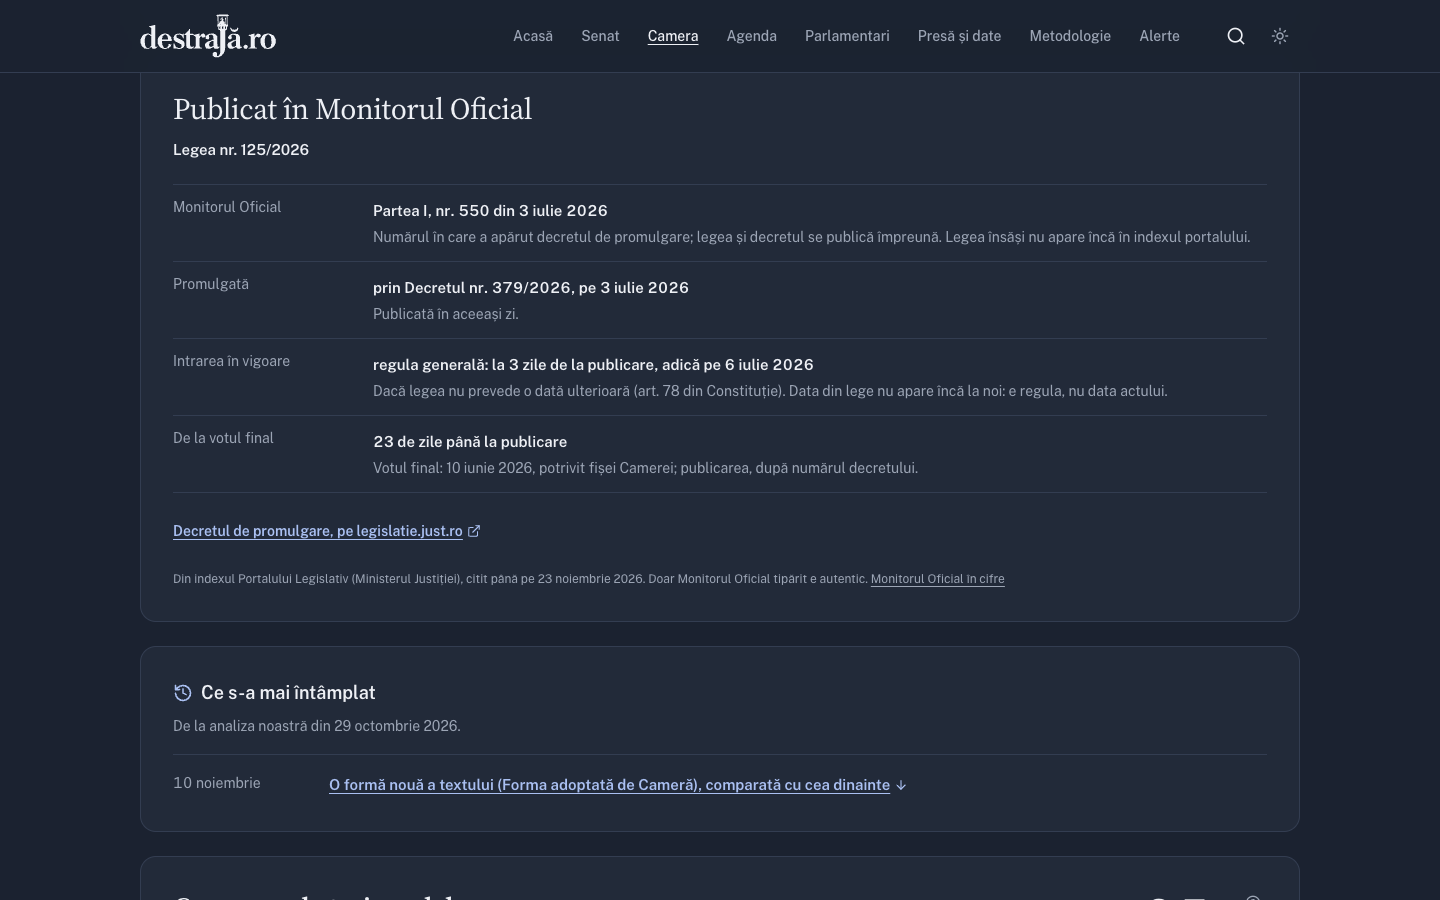 destrajă.ro
Acasă
Senat
Camera
Agenda
Parlamentari
Presă și date
Metodologie
Alerte
Publicat în Monitorul Oficial
Legea nr. 125/2026
Monitorul Oficial
Partea I, nr. 550 din 3 iulie 2026
Numărul în care a apărut decretul de promulgare; legea și decretul se publică împreună. Legea însăși nu apare încă în indexul portalului.
Promulgată
prin Decretul nr. 379/2026, pe 3 iulie 2026
Publicată în aceeași zi.
Intrarea în vigoare
regula generală: la 3 zile de la publicare, adică pe 6 iulie 2026
Dacă legea nu prevede o dată ulterioară (art. 78 din Constituție). Data din lege nu apare încă la noi: e regula, nu data actului.
De la votul final
23 de zile până la publicare
Votul final: 10 iunie 2026, potrivit fișei Camerei; publicarea, după numărul decretului.
Decretul de promulgare, pe legislatie.just.ro
Din indexul Portalului Legislativ (Ministerul Justiției), citit până pe 23 noiembrie 2026. Doar Monitorul Oficial tipărit e autentic. Monitorul Oficial în cifre
Ce s-a mai întâmplat
De la analiza noastră din 29 octombrie 2026.
10 noiembrie
O formă nouă a textului (Forma adoptată de Cameră), comparată cu cea dinainte ↓